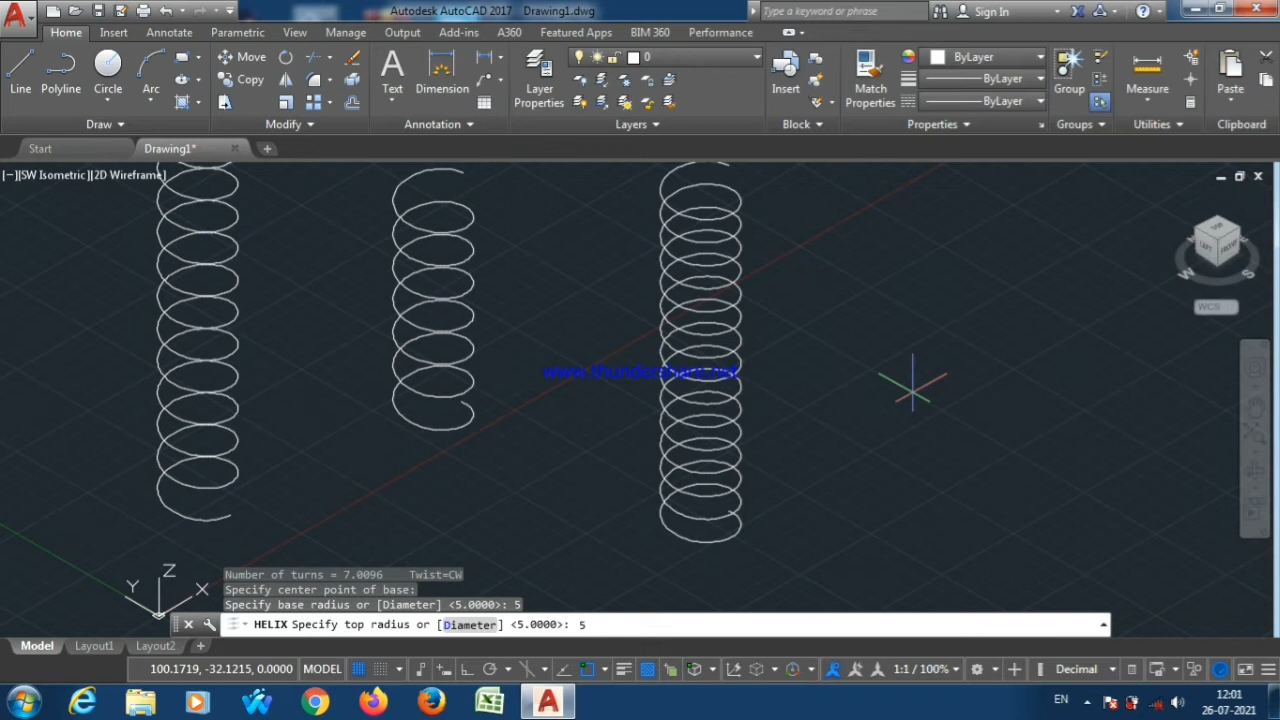 Autodesk AutoCAD 2017 Drawing1.dwg
Type a keyword or phrase
Sign In
Home Insert Annotate Parametric View Manage Output Add-ins A360 Featured Apps BIM 360 Performance
Move
Copy
0
ByLayer
ByLayer
ByLayer
Line Polyline Circle Arc
Text Dimension
Layer Properties
Insert
Match Properties
Group
Measure
Paste
Draw Modify Annotation Layers Block Properties Groups Utilities Clipboard
Start Drawing1*
[−][SW Isometric][2D Wireframe]
TOP
LEFT FRONT
W S
WCS
www.thundershare.net
Z
Y X
Number of turns = 7.0096 Twist=CW
Specify center point of base:
Specify base radius or [Diameter] <5.0000>: 5
HELIX Specify top radius or [Diameter] <5.0000>: 5
Model Layout1 Layout2
100.1719, -32.1215, 0.0000 MODEL 1:1 / 100% Decimal
EN
12:01
26-07-2021